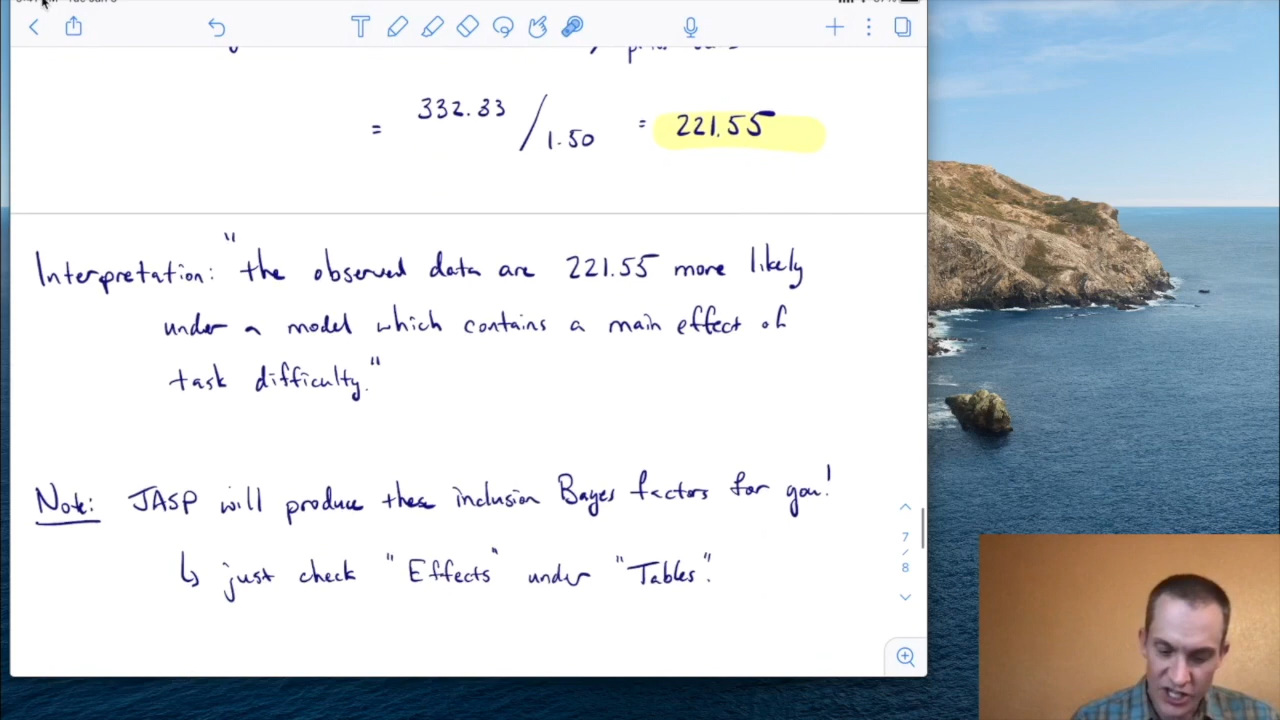 = 332.33 / 1.50 = 221.55
Interpretation: "the observed data are 221.55 more likely
under a model which contains a main effect of
task difficulty."
Note: JASP will produce these inclusion Bayes factors for you!
↳ just check "Effects" under "Tables".
7
/
8